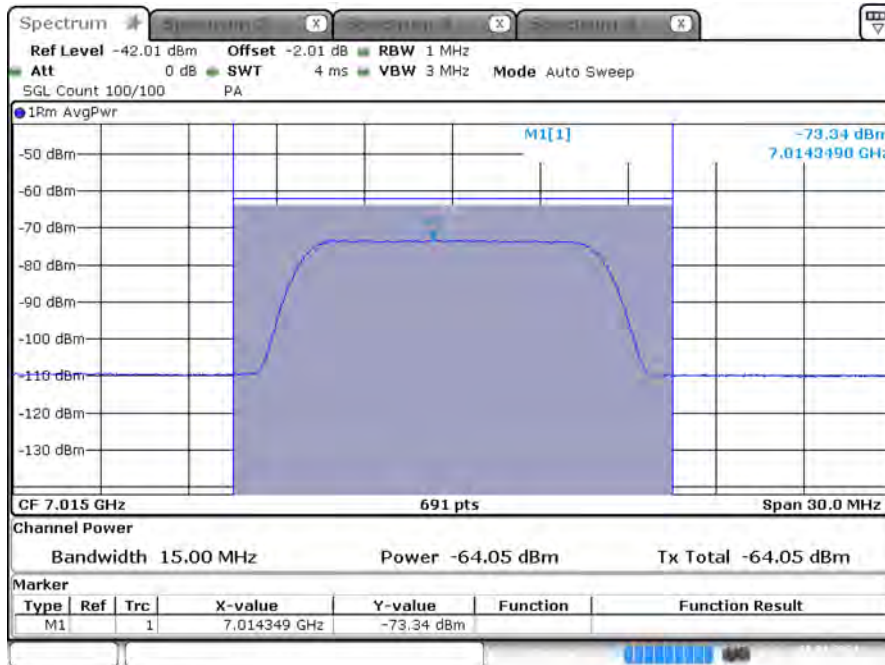 Spectrum
Ref Level -42.01 dBm Offset -2.01 dB RBW 1 MHz
Att 0 dB SWT 4 ms VBW 3 MHz Mode Auto Sweep
SGL Count 100/100 PA
1Rm AvgPwr
M1[1] -73.34 dBm
7.0143490 GHz
-50 dBm
-60 dBm
-70 dBm
-80 dBm
-90 dBm
-100 dBm
-110 dBm
-120 dBm
-130 dBm
CF 7.015 GHz 691 pts Span 30.0 MHz
Channel Power
Bandwidth 15.00 MHz Power -64.05 dBm Tx Total -64.05 dBm
Marker
Type Ref Trc X-value Y-value Function Function Result
M1 1 7.014349 GHz -73.34 dBm